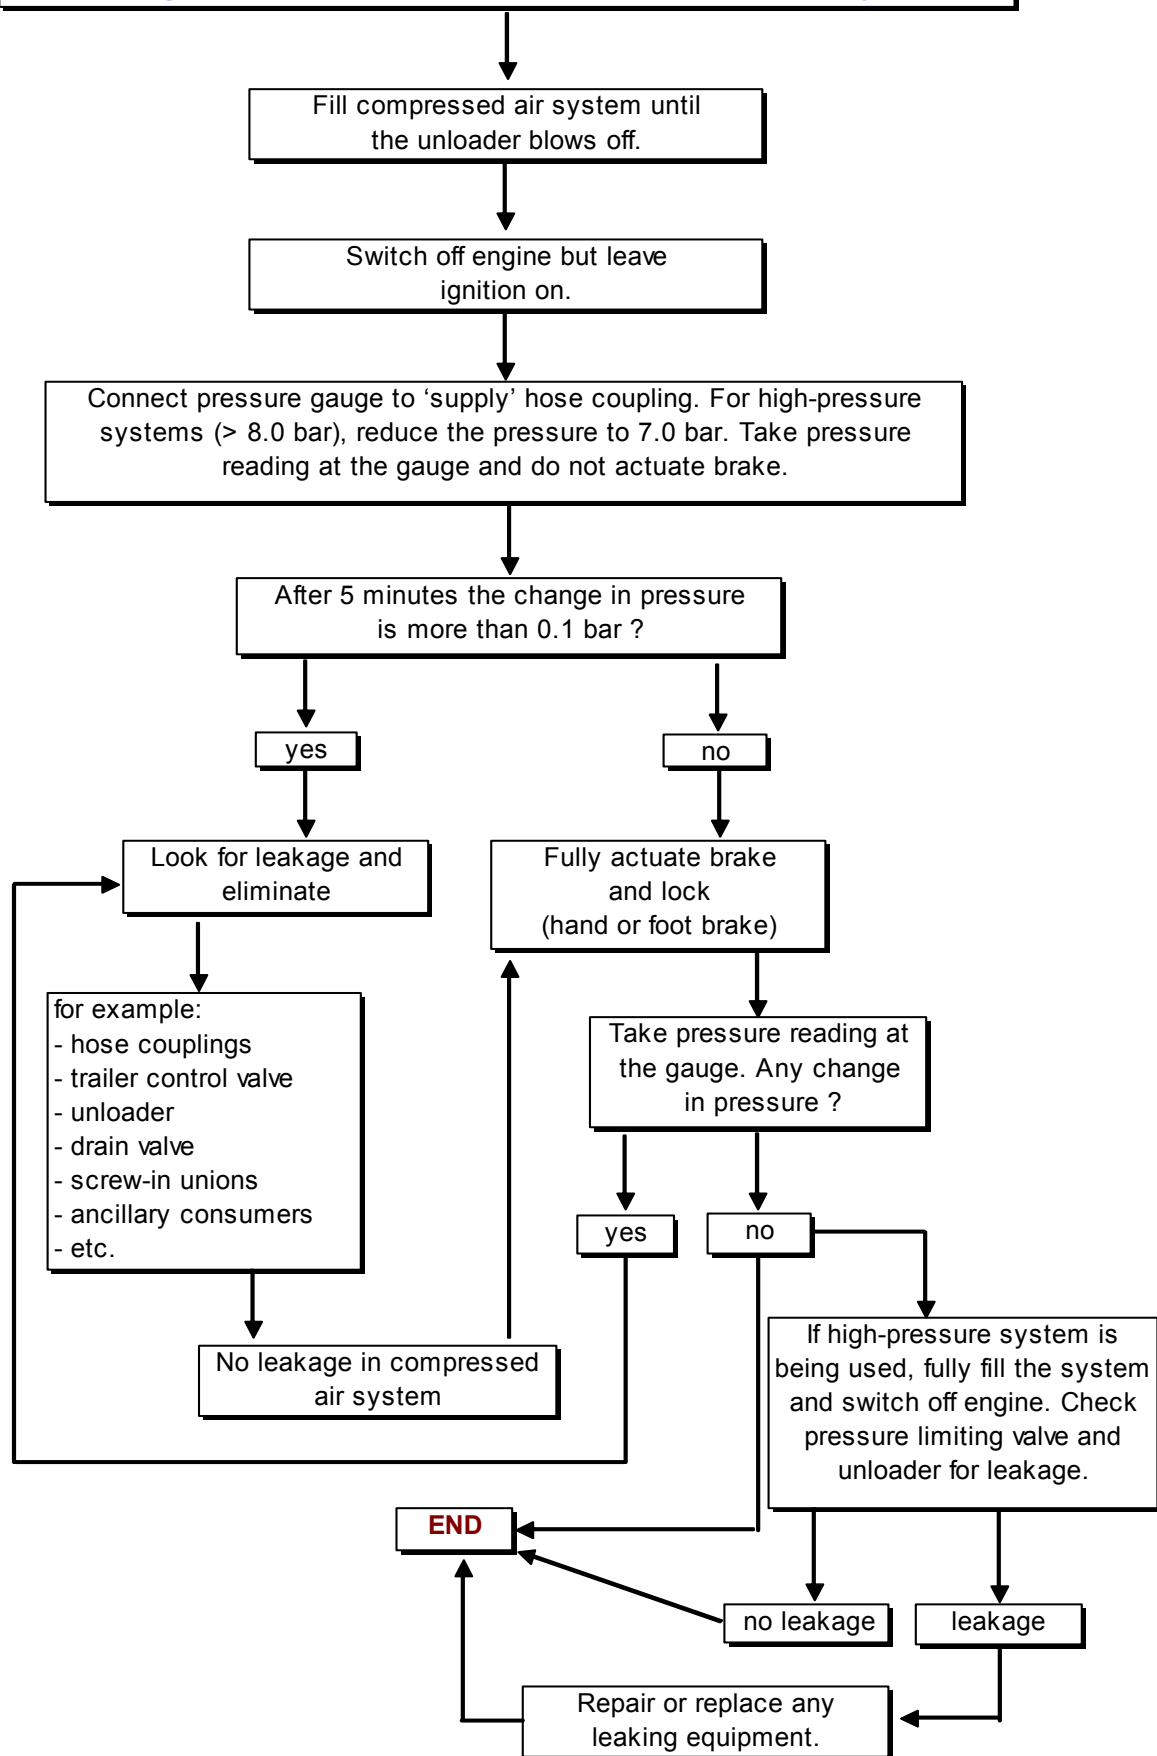 Fill compressed air system until
the unloader blows off.
Switch off engine but leave
ignition on.
Connect pressure gauge to ‘supply’ hose coupling. For high-pressure
systems (> 8.0 bar), reduce the pressure to 7.0 bar. Take pressure
reading at the gauge and do not actuate brake.
After 5 minutes the change in pressure
is more than 0.1 bar ?
yes
no
Look for leakage and
eliminate
Fully actuate brake
and lock
(hand or foot brake)
for example:
- hose couplings
- trailer control valve
- unloader
- drain valve
- screw-in unions
- ancillary consumers
- etc.
Take pressure reading at
the gauge. Any change
in pressure ?
yes
no
No leakage in compressed
air system
If high-pressure system is
being used, fully fill the system
and switch off engine. Check
pressure limiting valve and
unloader for leakage.
END
no leakage
leakage
Repair or replace any
leaking equipment.